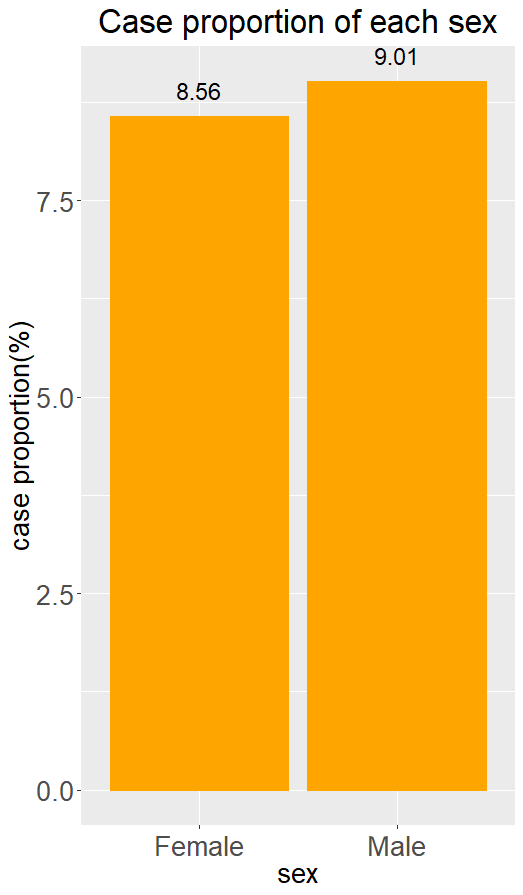 Case proportion of each sex
9.01
8.56
7.5
5.0
2.5
0.0
case proportion(%)
Female Male
sex